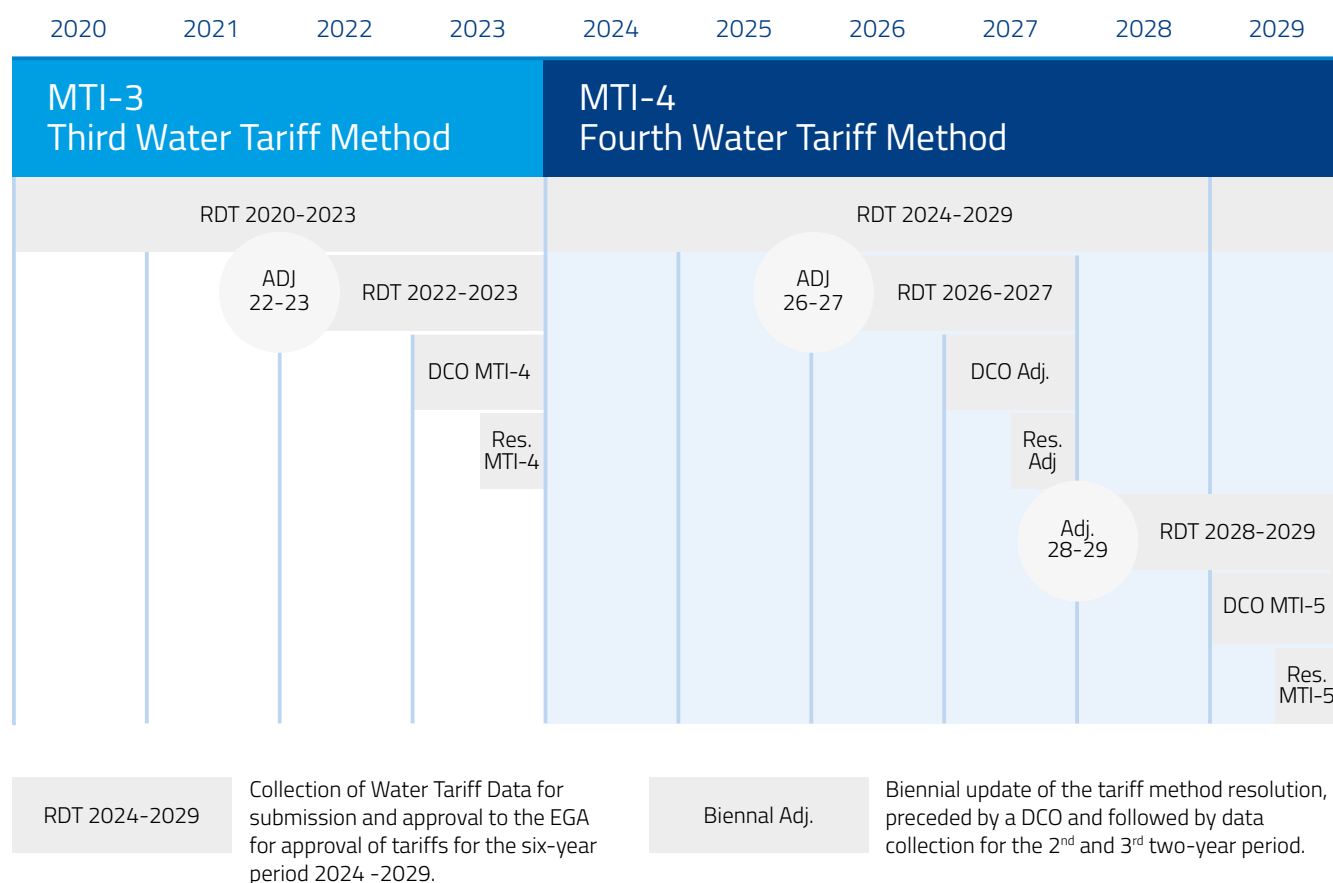 2020 2021 2022 2023 2024 2025 2026 2027 2028 2029
MTI-3
Third Water Tariff Method
MTI-4
Fourth Water Tariff Method
RDT 2020-2023
RDT 2024-2029
ADJ
22-23
RDT 2022-2023
ADJ
26-27
RDT 2026-2027
DCO MTI-4
DCO Adj.
Res.
MTI-4
Res.
Adj
Adj.
28-29
RDT 2028-2029
DCO MTI-5
Res.
MTI-5
RDT 2024-2029
Collection of Water Tariff Data for
submission and approval to the EGA
for approval of tariffs for the six-year
period 2024 -2029.
Biennal Adj.
Biennial update of the tariff method resolution,
preceded by a DCO and followed by data
collection for the 2nd and 3rd two-year period.